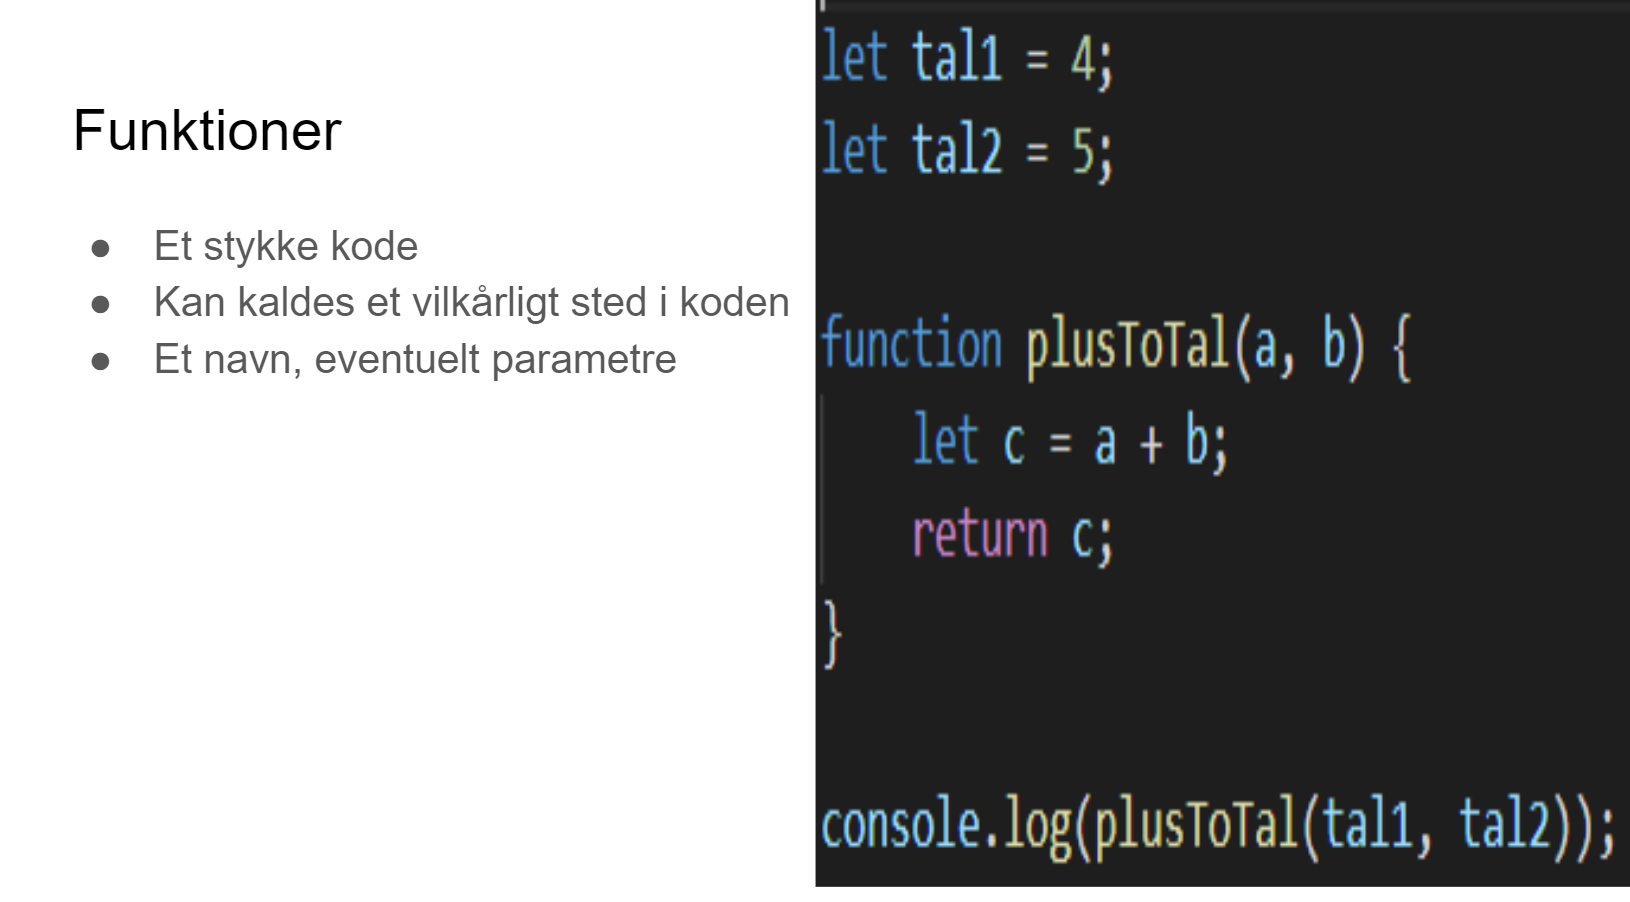 Funktioner
● Et stykke kode
● Kan kaldes et vilkårligt sted i koden
● Et navn, eventuelt parametre
let tal1 = 4;
let tal2 = 5;
function plusToTal(a, b) {
let c = a + b;
return c;
}
console.log(plusToTal(tal1, tal2));